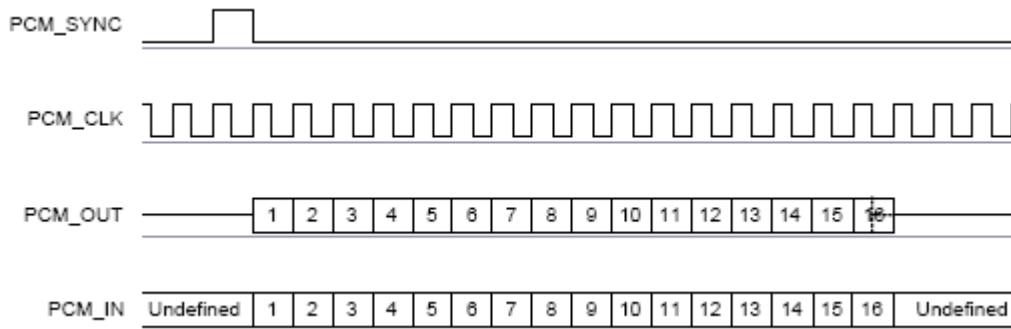 PCM_SYNC
PCM_CLK
PCM_OUT 1 2 3 4 5 6 7 8 9 10 11 12 13 14 15 16
PCM_IN Undefined 1 2 3 4 5 6 7 8 9 10 11 12 13 14 15 16 Undefined